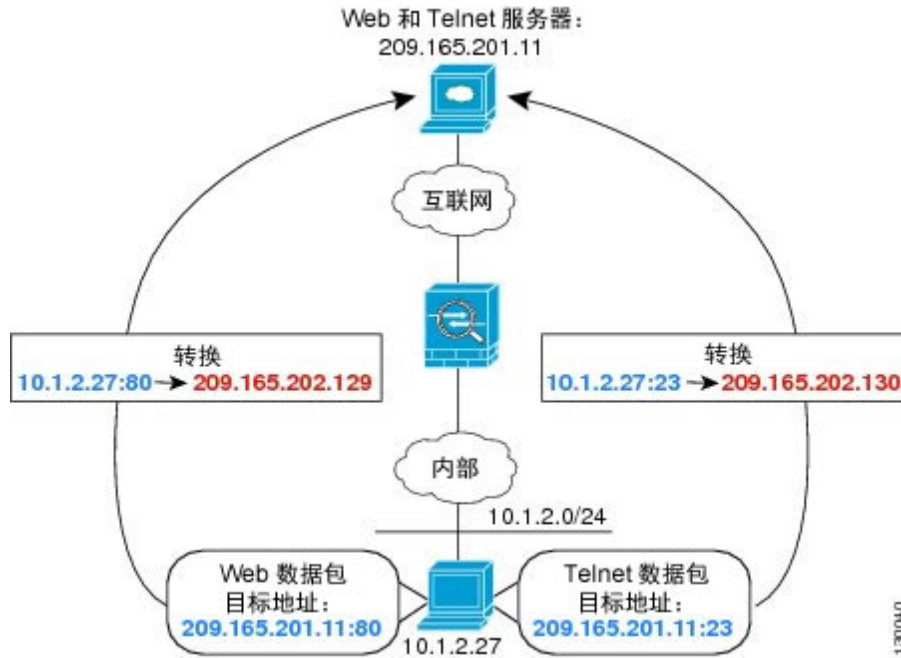 Web 和 Telnet 服务器：
209.165.201.11
互联网
转换
10.1.2.27:80 → 209.165.202.129
转换
10.1.2.27:23 → 209.165.202.130
内部
10.1.2.0/24
Web 数据包
目标地址：
209.165.201.11:80
Telnet 数据包
目标地址：
209.165.201.11:23
10.1.2.27